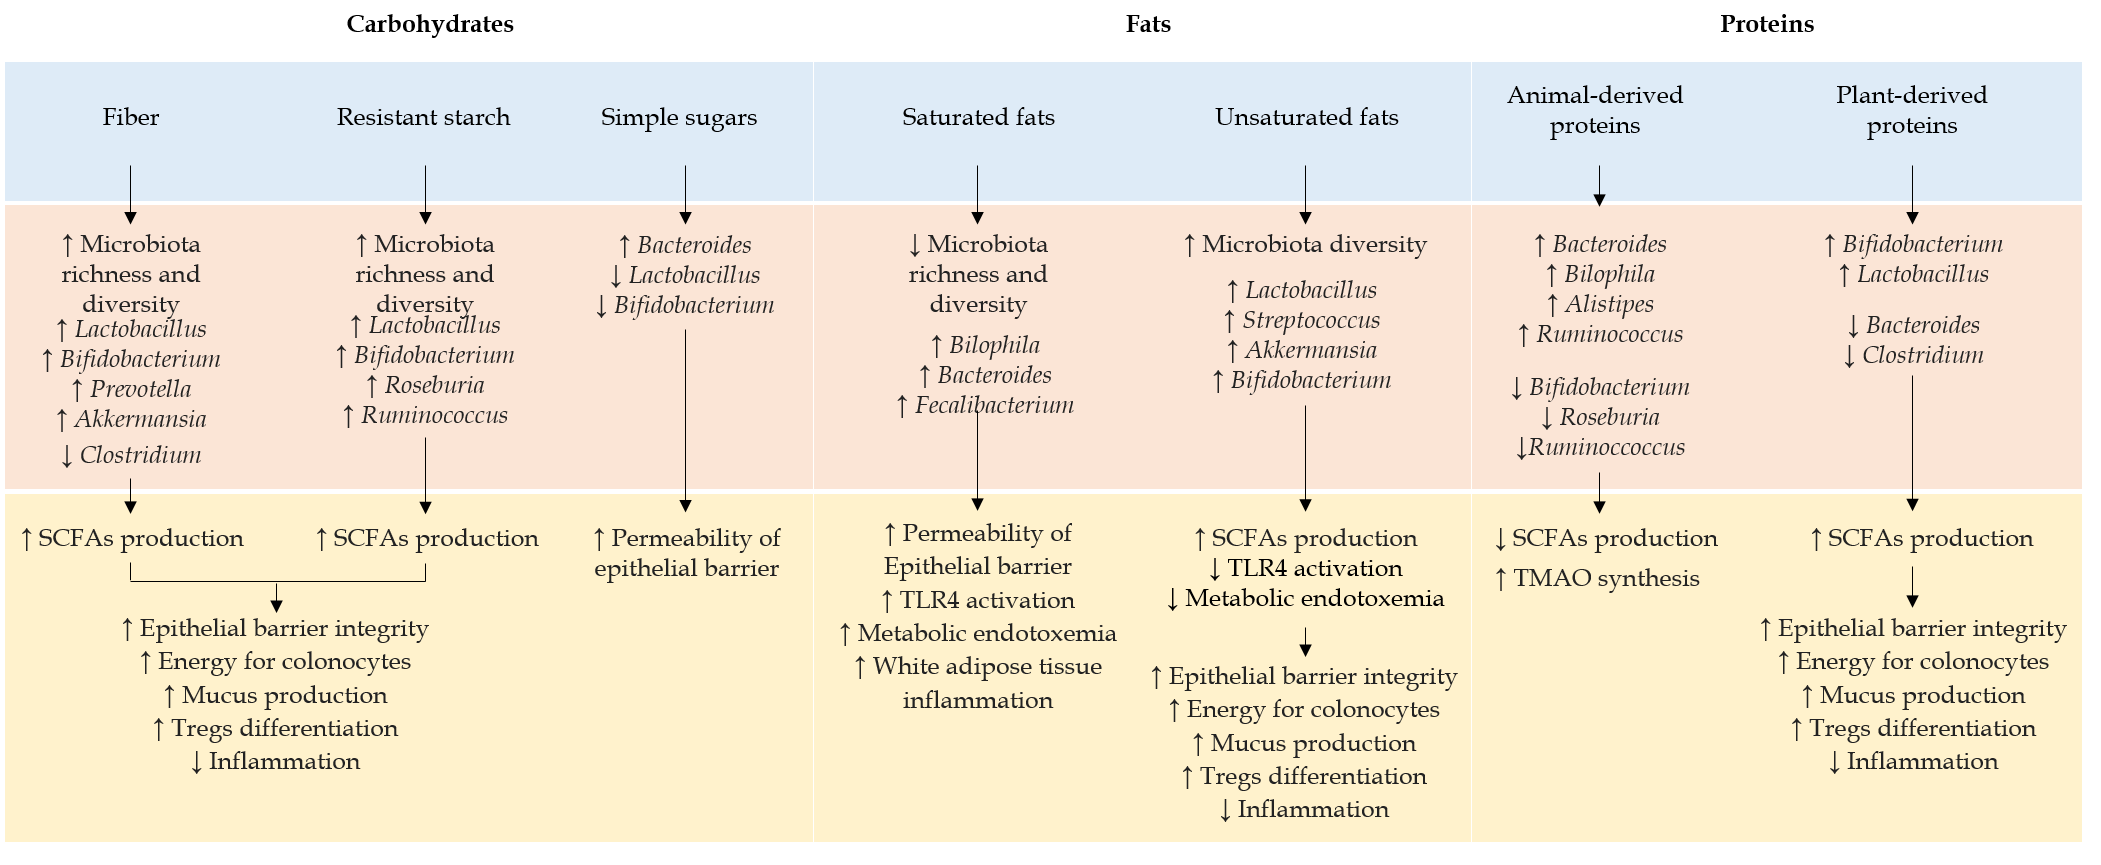 Carbohydrates
Fats
Proteins
Fiber
Resistant starch
Simple sugars
Saturated fats
Unsaturated fats
Animal-derived
proteins
Plant-derived
proteins
↑ Microbiota
richness and
diversity
↑ Lactobacillus
↑ Bifidobacterium
↑ Prevotella
↑ Akkermansia
↓ Clostridium
↑ Microbiota
richness and
diversity
↑ Lactobacillus
↑ Bifidobacterium
↑ Roseburia
↑ Ruminococcus
↑ Bacteroides
↓ Lactobacillus
↓ Bifidobacterium
↓ Microbiota
richness and
diversity
↑ Bilophila
↑ Bacteroides
↑ Fecalibacterium
↑ Microbiota diversity
↑ Lactobacillus
↑ Streptococcus
↑ Akkermansia
↑ Bifidobacterium
↑ Bacteroides
↑ Bilophila
↑ Alistipes
↑ Ruminococcus
↓ Bifidobacterium
↓ Roseburia
↓Ruminoccoccus
↑ Bifidobacterium
↑ Lactobacillus
↓ Bacteroides
↓ Clostridium
↑ SCFAs production
↑ SCFAs production
↑ Epithelial barrier integrity
↑ Energy for colonocytes
↑ Mucus production
↑ Tregs differentiation
↓ Inflammation
↑ Permeability of
epithelial barrier
↑ Permeability of
Epithelial barrier
↑ TLR4 activation
↑ Metabolic endotoxemia
↑ White adipose tissue
inflammation
↑ SCFAs production
↓ TLR4 activation
↓ Metabolic endotoxemia
↑ Epithelial barrier integrity
↑ Energy for colonocytes
↑ Mucus production
↑ Tregs differentiation
↓ Inflammation
↓ SCFAs production
↑ TMAO synthesis
↑ SCFAs production
↑ Epithelial barrier integrity
↑ Energy for colonocytes
↑ Mucus production
↑ Tregs differentiation
↓ Inflammation